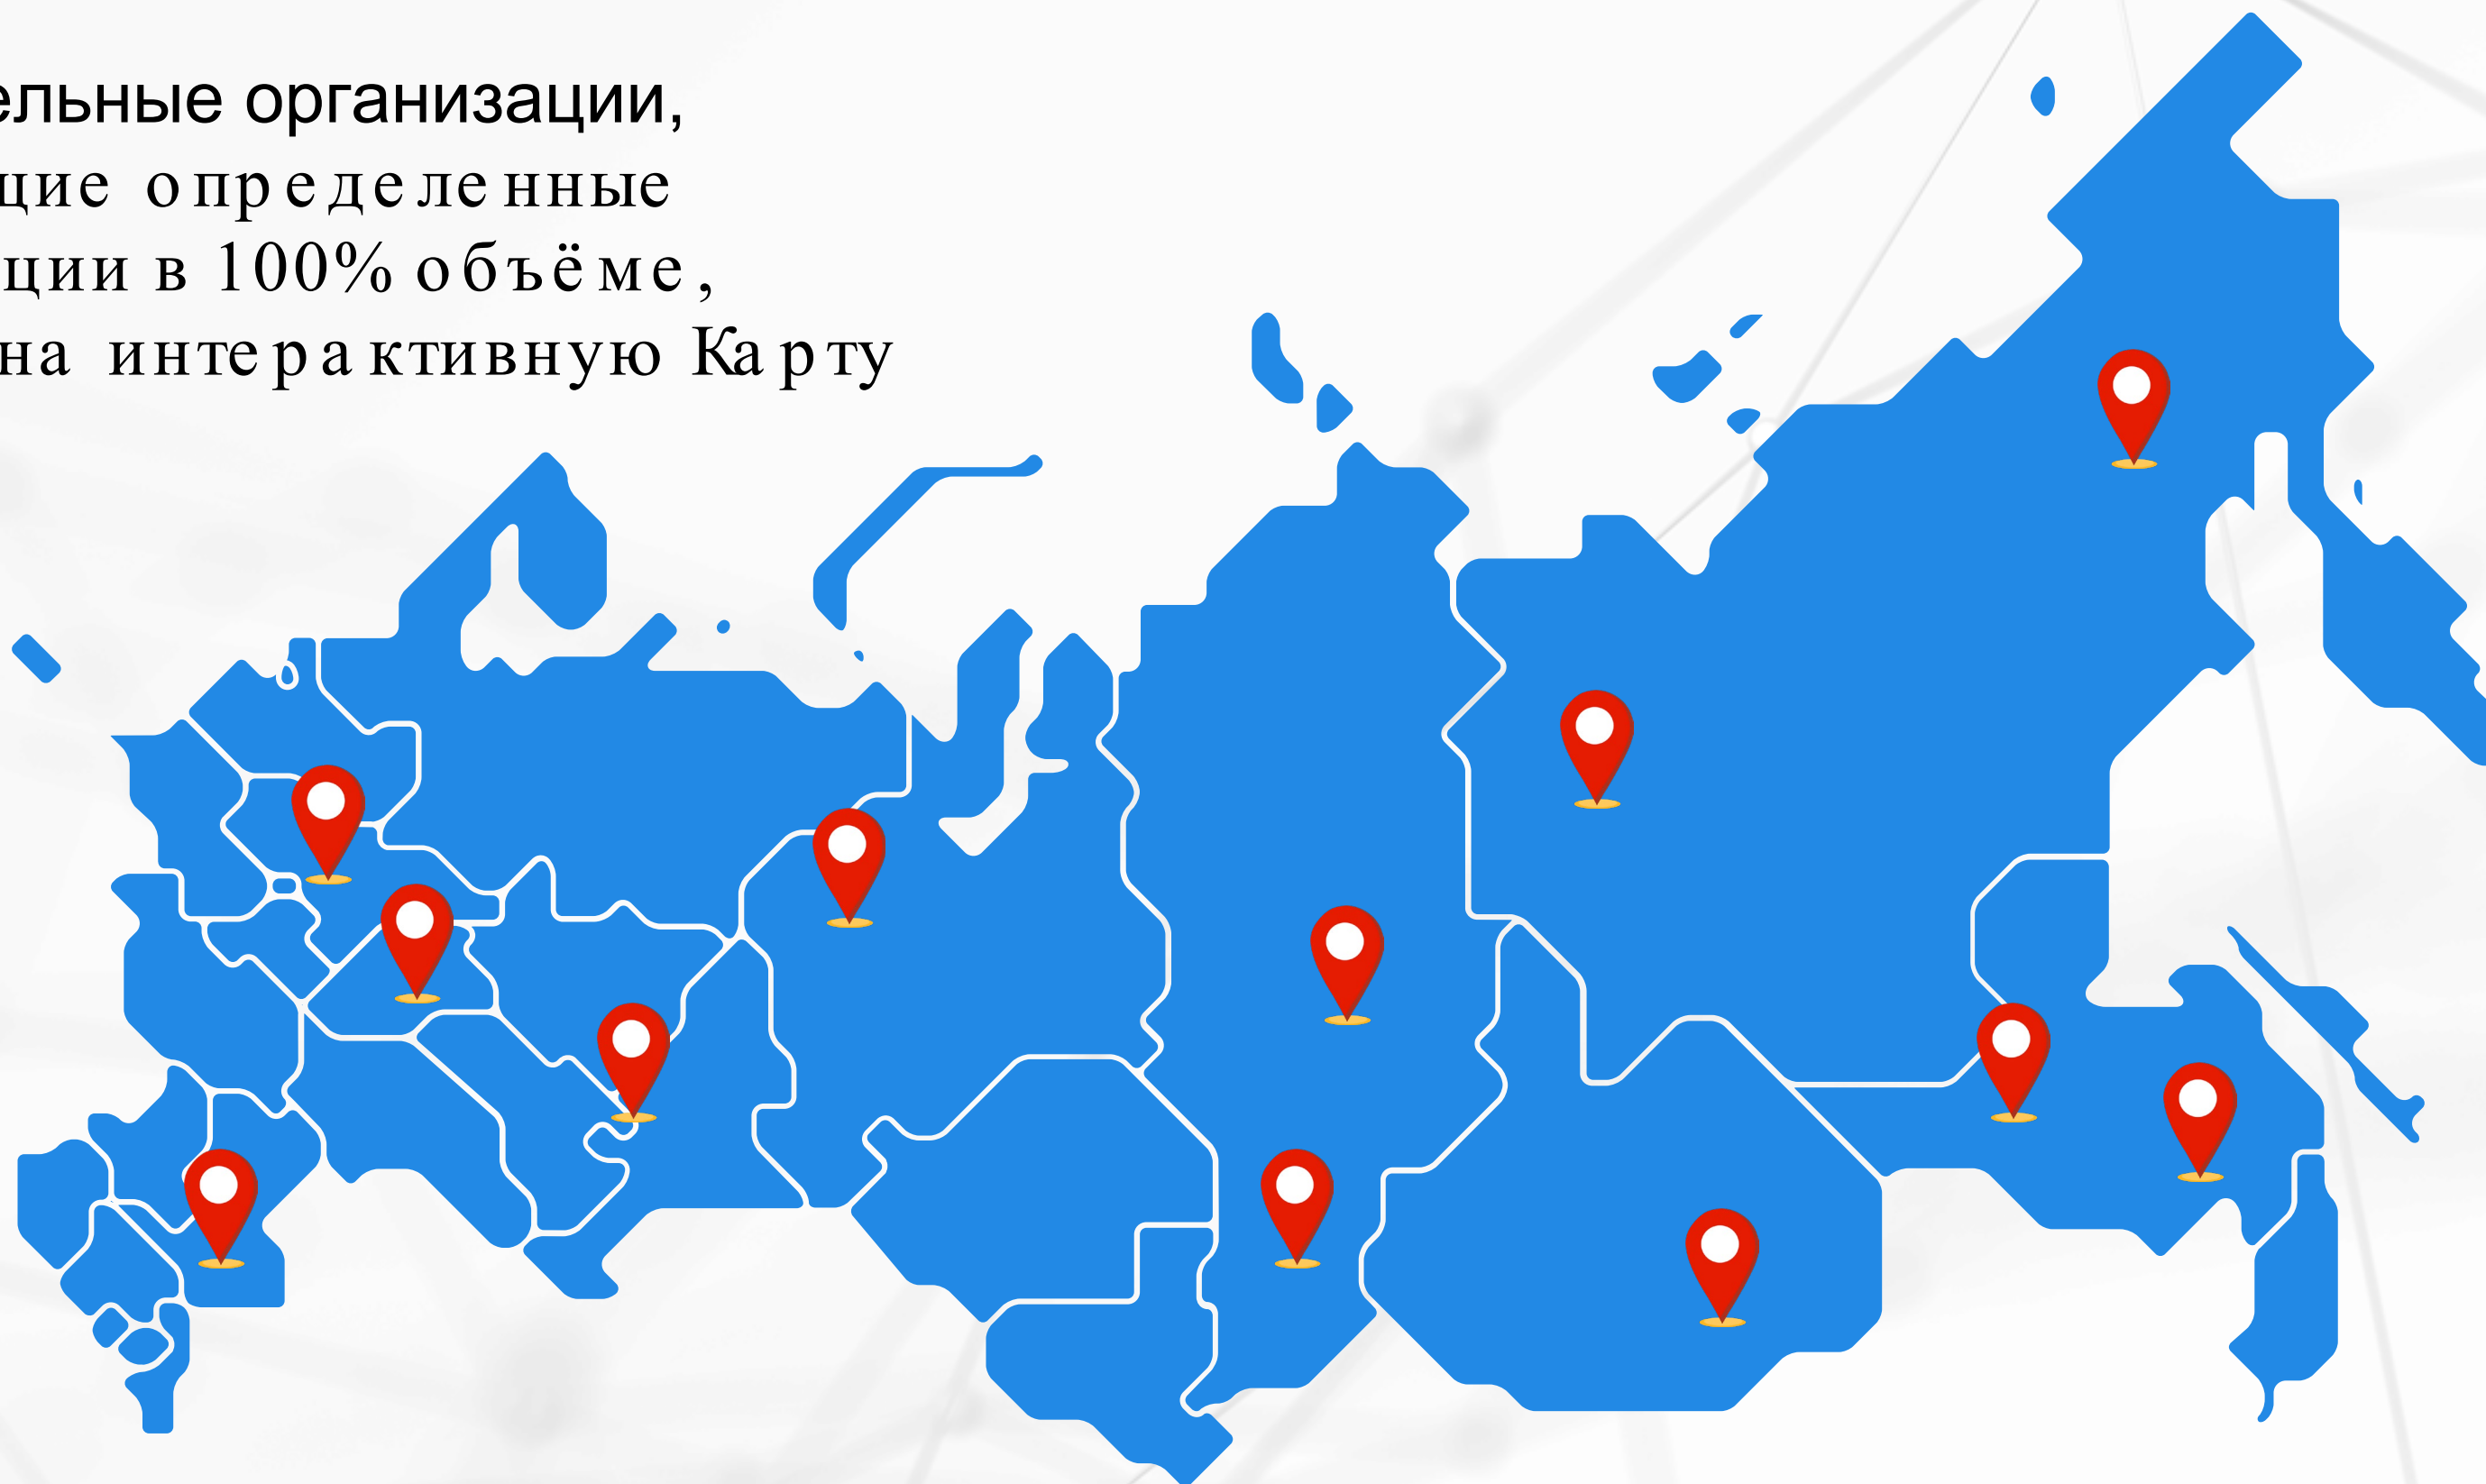 ельные организации,
щие определенные
ции в 100% объёме,
на интерактивную Карту